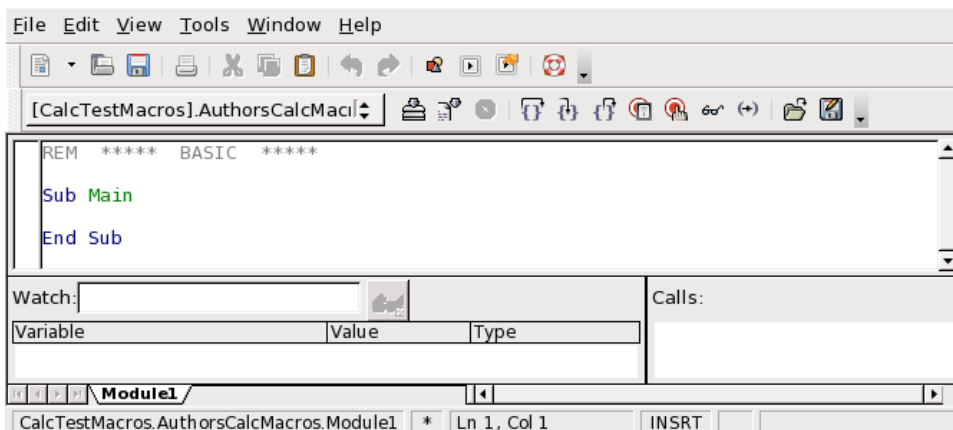 File Edit View Tools Window Help
[CalcTestMacros].AuthorsCalcMac
REM ***** BASIC *****
Sub Main
End Sub
Watch:
Calls:
Variable Value Type
Module1
CalcTestMacros.AuthorsCalcMacros.Module1 * Ln 1, Col 1 INSRT